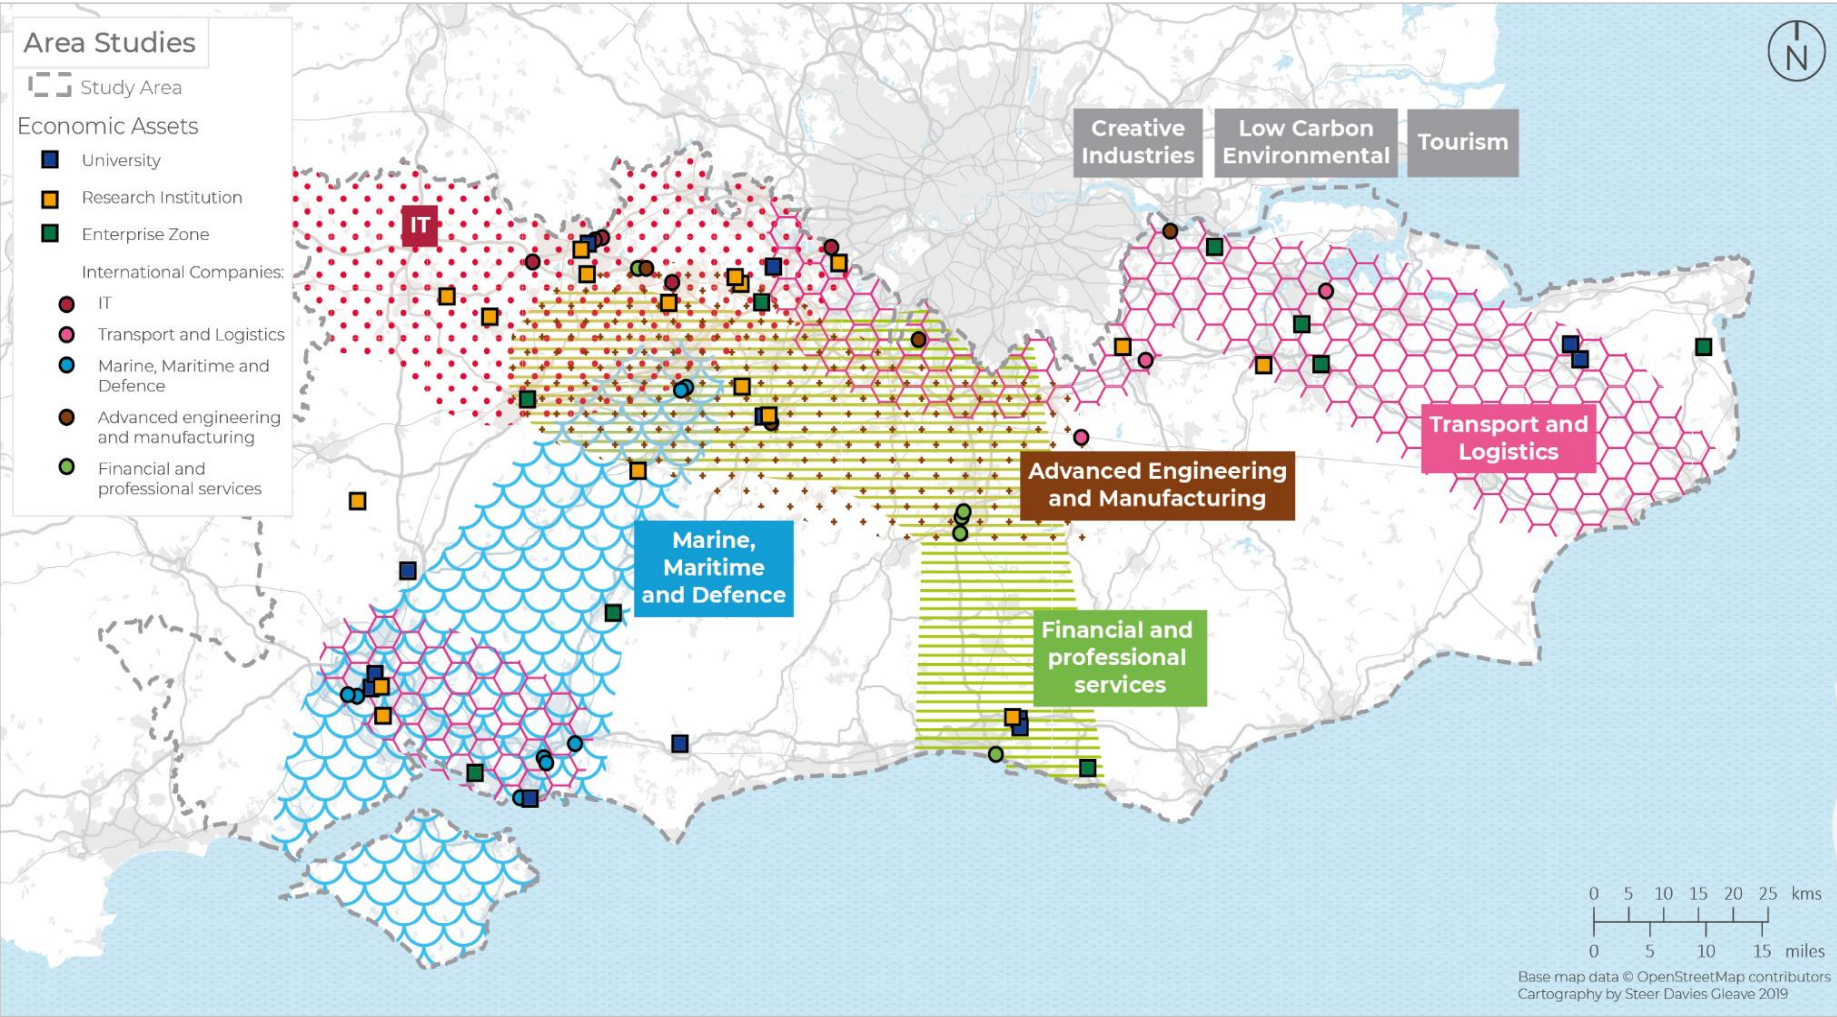 Area Studies
Study Area
Economic Assets
University
Research Institution
Enterprise Zone
International Companies:
IT
Transport and Logistics
Marine, Maritime and
Defence
Advanced engineering
and manufacturing
Financial and
professional services
IT
Creative
Industries
Low Carbon
Environmental
Tourism
N
Transport and
Logistics
Advanced Engineering
and Manufacturing
Marine,
Maritime
and Defence
Financial and
professional
services
0 5 10 15 20 25 kms
0 5 10 15 miles
Base map data © OpenStreetMap contributors
Cartography by Steer Davies Gleave 2019